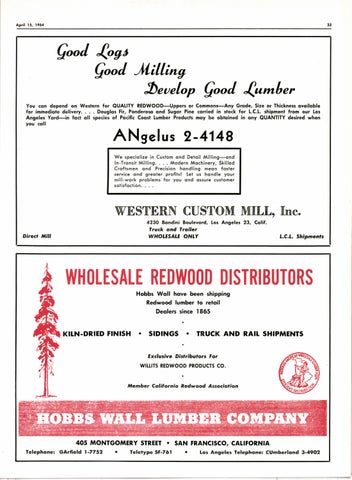 April 15, 1954 33
Good Logs
Good Milling
Develop Good Lumber
You can depend on Western for QUALITY REDWOOD—Uppers or Commons—Any Grade, Size or Thickness available
for immediate delivery. . . . Douglas Fir, Ponderosa and Sugar Pine carried in stock for L.C.L. shipment from our Los
Angeles Yard—in fact all species of Pacific Coast Lumber Products may be obtained in any QUANTITY desired when
you call
ANgelus 2-4148
We specialize in Custom and Detail Milling—and
In-Transit Milling. . . . Modern Machinery, Skilled
Craftsmen and Precision handling mean faster
service and greater profits! Let us handle your
mill-work problems for you and assure customer
satisfaction. . . .
WESTERN CUSTOM MILL, Inc.
4250 Bandini Boulevard, Los Angeles 23, Calif.
Truck and Trailer
Direct Mill WHOLESALE ONLY L.C.L. Shipments
WHOLESALE REDWOOD DISTRIBUTORS
Hobbs Wall have been shipping
Redwood lumber to retail
Dealers since 1865
KILN-DRIED FINISH • SIDINGS • TRUCK AND RAIL SHIPMENTS
Exclusive Distributors For
WILLITS REDWOOD PRODUCTS CO.
Member California Redwood Association
HOBBS WALL LUMBER COMPANY
405 MONTGOMERY STREET • SAN FRANCISCO, CALIFORNIA
Telephone: GArfield 1-7752 • Teletype SF-761 • Los Angeles Telephone: CUmberland 3-4902